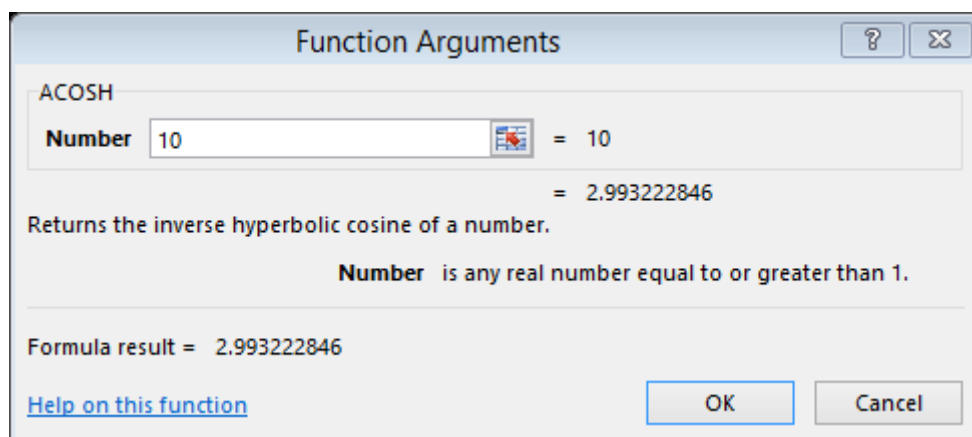 Function Arguments
ACOSH
Number 10 = 10
= 2.993222846
Returns the inverse hyperbolic cosine of a number.
Number is any real number equal to or greater than 1.
Formula result = 2.993222846
Help on this function OK Cancel